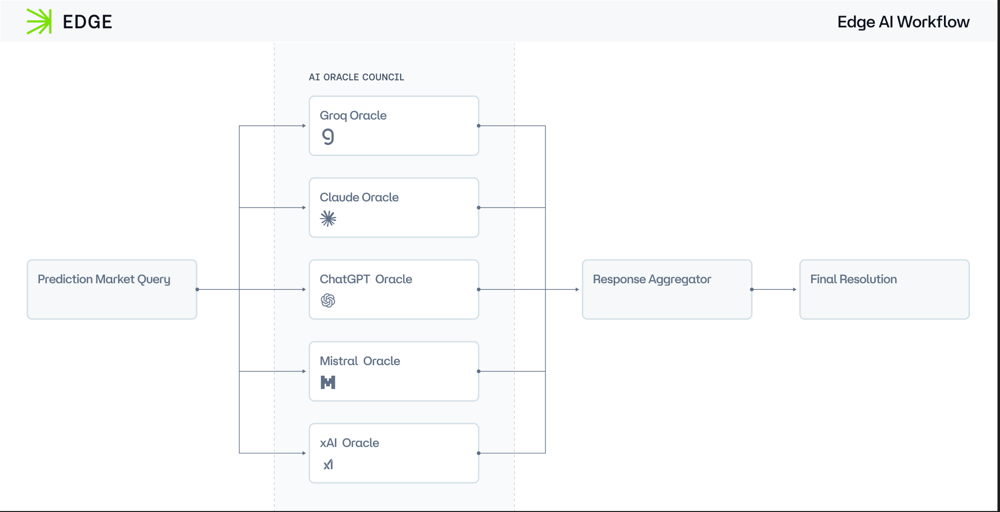 EDGE
Edge AI Workflow
AI ORACLE COUNCIL
Groq Oracle
Claude Oracle
Prediction Market Query
ChatGPT Oracle
Response Aggregator
Final Resolution
Mistral Oracle
xAI Oracle